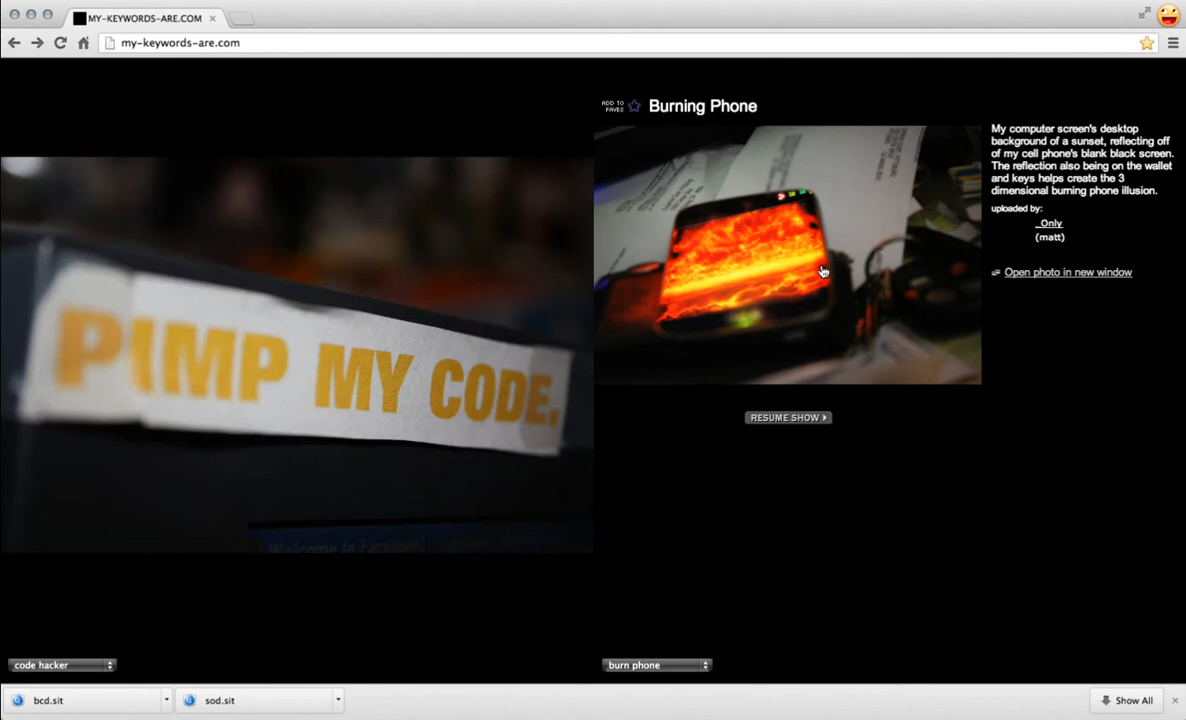 MY-KEYWORDS-ARE.COM
my-keywords-are.com
PIMP MY CODE.
Welcome to Facebook
code hacker
ADD TO
FAVES
Burning Phone
My computer screen's desktop
background of a sunset, reflecting off
of my cell phone's blank black screen.
The reflection also being on the wallet
and keys helps create the 3
dimensional burning phone illusion.
uploaded by:
_Only
(matt)
Open photo in new window
RESUME SHOW
burn phone
bcd.sit
sod.sit
Show All